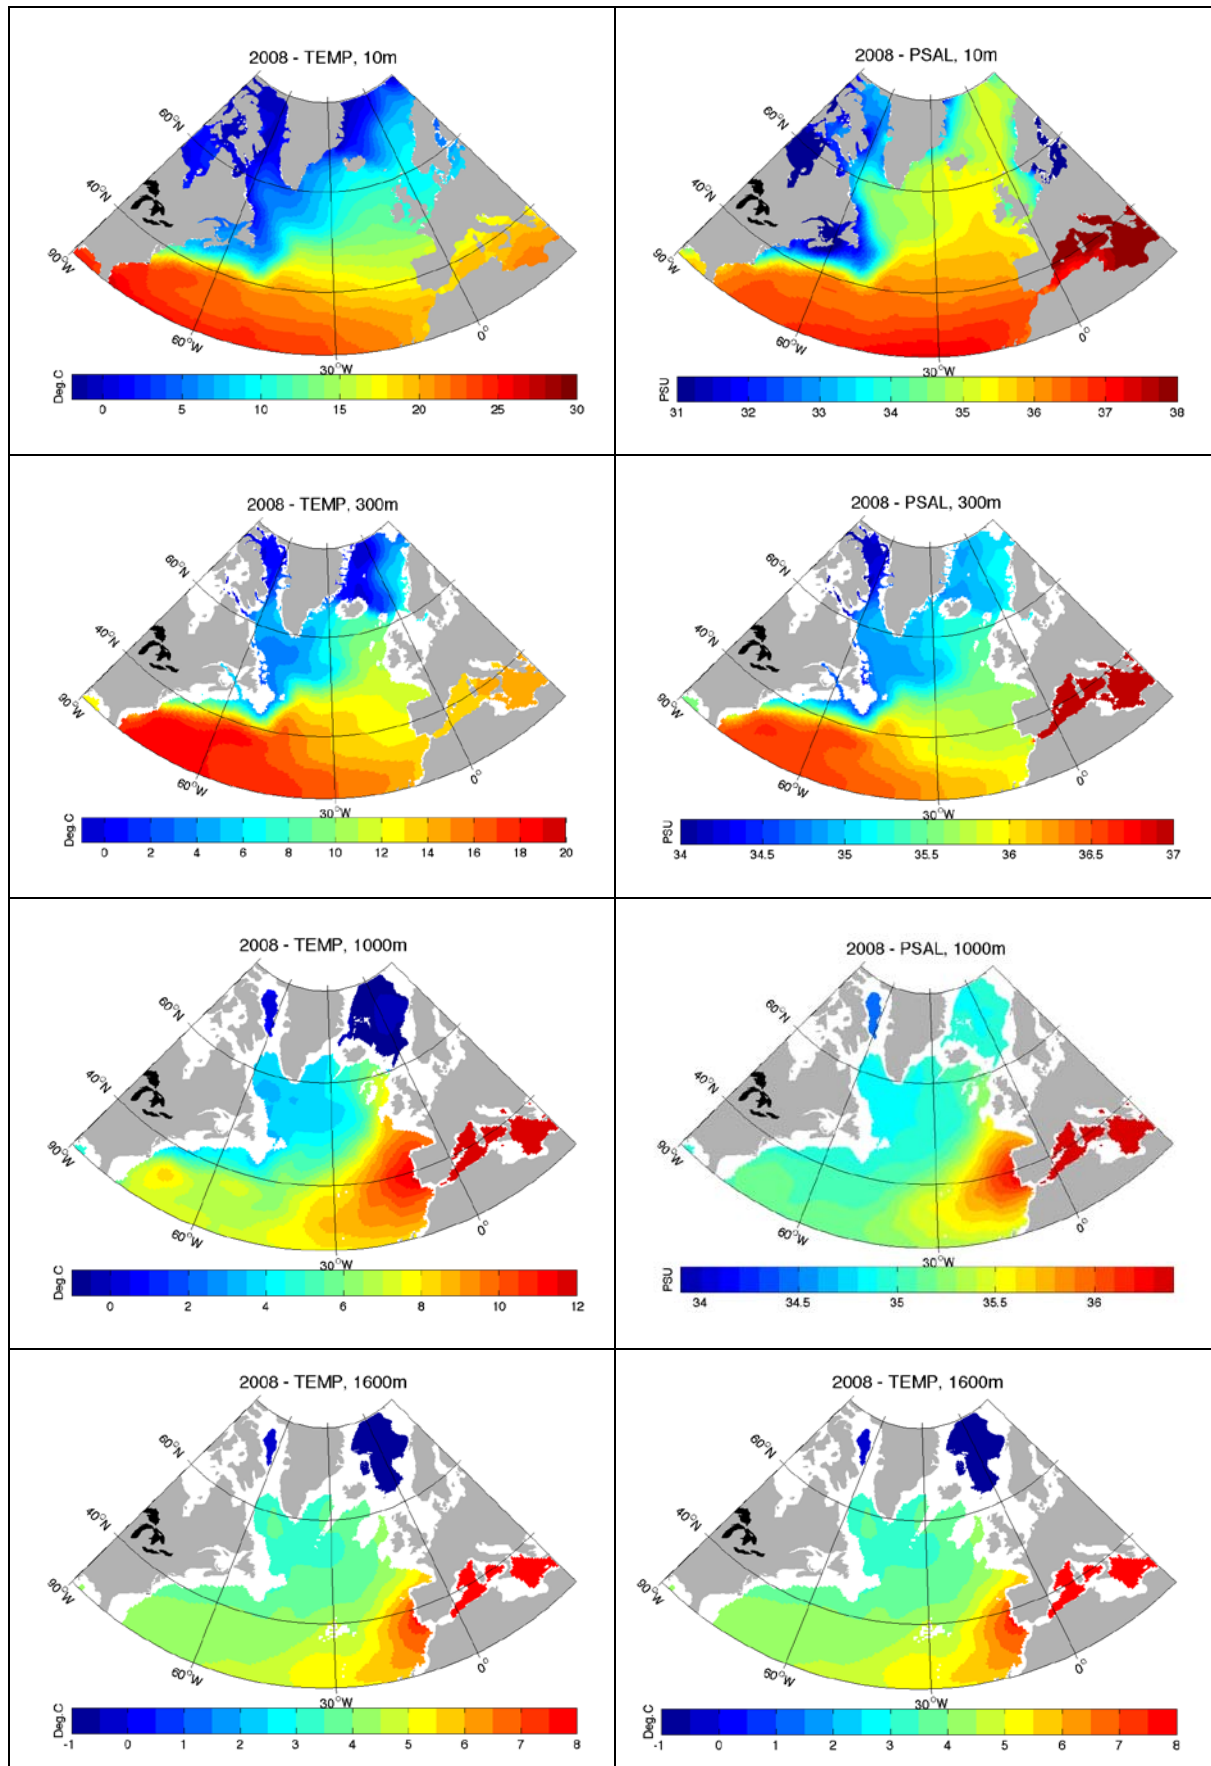 2008 - TEMP, 10m
60°N
40°N
90°W
60°W
30°W
0°
Deg.C
0 5 10 15 20 25 30
2008 - PSAL, 10m
60°N
40°N
90°W
60°W
30°W
0°
PSU
31 32 33 34 35 36 37 38
2008 - TEMP, 300m
60°N
40°N
90°W
60°W
30°W
0°
Deg.C
0 2 4 6 8 10 12 14 16 18 20
2008 - PSAL, 300m
60°N
40°N
90°W
60°W
30°W
0°
PSU
34 34.5 35 35.5 36 36.5 37
2008 - TEMP, 1000m
60°N
40°N
90°W
60°W
30°W
0°
Deg.C
0 2 4 6 8 10 12
2008 - PSAL, 1000m
60°N
40°N
90°W
60°W
30°W
0°
PSU
34 34.5 35 35.5 36
2008 - TEMP, 1600m
60°N
40°N
90°W
60°W
30°W
0°
Deg.C
-1 0 1 2 3 4 5 6 7 8
2008 - TEMP, 1600m
60°N
40°N
90°W
60°W
30°W
0°
Deg.C
-1 0 1 2 3 4 5 6 7 8